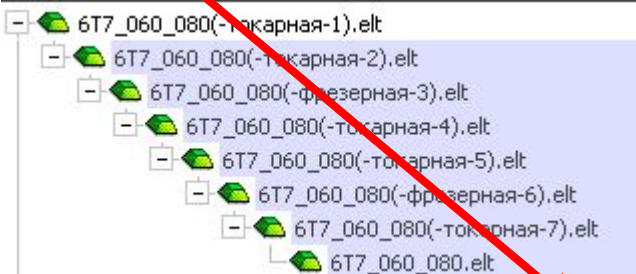 6T7_060_080(-токарная-1).elt
6T7_060_080(-токарная-2).elt
6T7_060_080(-фрезерная-3).elt
6T7_060_080(-токарная-4).elt
6T7_060_080(-токарная-5).elt
6T7_060_080(-фрезерная-6).elt
6T7_060_080(-токарная-7).elt
6T7_060_080.elt